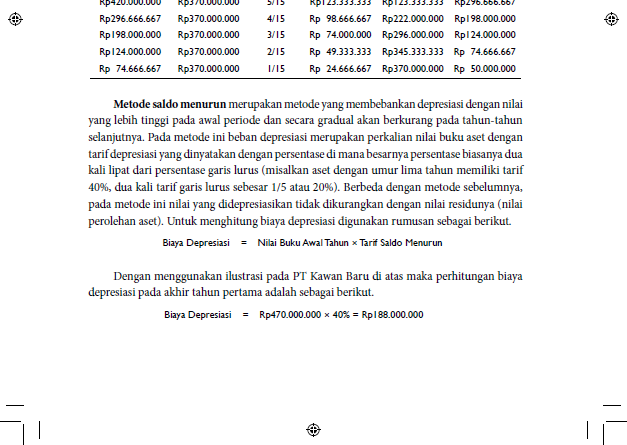 Rp420.000.000 Rp370.000.000 5/15 Rp123.333.333 Rp123.333.333 Rp296.666.667
Rp296.666.667 Rp370.000.000 4/15 Rp 98.666.667 Rp222.000.000 Rp198.000.000
Rp198.000.000 Rp370.000.000 3/15 Rp 74.000.000 Rp296.000.000 Rp124.000.000
Rp124.000.000 Rp370.000.000 2/15 Rp 49.333.333 Rp345.333.333 Rp 74.666.667
Rp 74.666.667 Rp370.000.000 1/15 Rp 24.666.667 Rp370.000.000 Rp 50.000.000
Metode saldo menurun merupakan metode yang membebankan depresiasi dengan nilai
yang lebih tinggi pada awal periode dan secara gradual akan berkurang pada tahun-tahun
selanjutnya. Pada metode ini beban depresiasi merupakan perkalian nilai buku aset dengan
tarif depresiasi yang dinyatakan dengan persentase di mana besarnya persentase biasanya dua
kali lipat dari persentase garis lurus (misalkan aset dengan umur lima tahun memiliki tarif
40%, dua kali tarif garis lurus sebesar 1/5 atau 20%). Berbeda dengan metode sebelumnya,
pada metode ini nilai yang didepresiasikan tidak dikurangkan dengan nilai residunya (nilai
perolehan aset). Untuk menghitung biaya depresiasi digunakan rumusan sebagai berikut.
Biaya Depresiasi = Nilai Buku Awal Tahun × Tarif Saldo Menurun
Dengan menggunakan ilustrasi pada PT Kawan Baru di atas maka perhitungan biaya
depresiasi pada akhir tahun pertama adalah sebagai berikut.
Biaya Depresiasi = Rp470.000.000 × 40% = Rp188.000.000